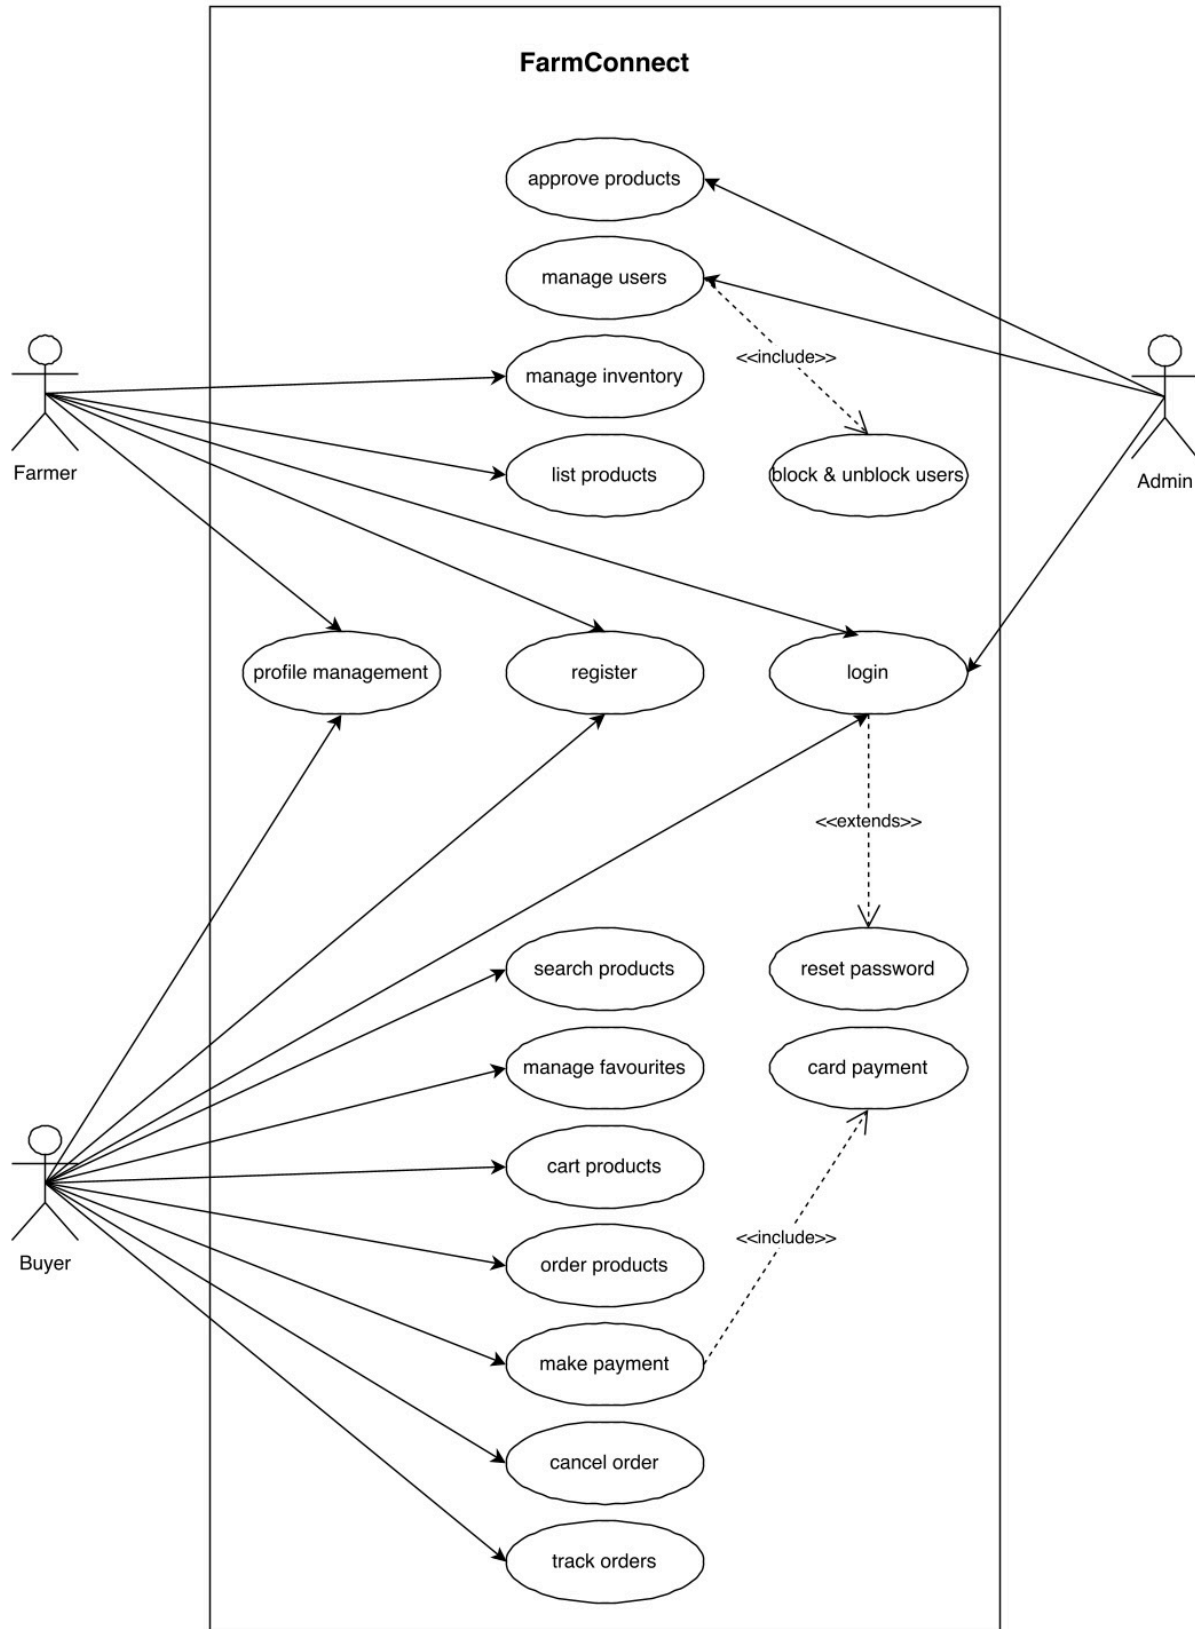 FarmConnect
approve products
manage users
<<include>>
manage inventory
list products
block & unblock users
Farmer
Admin
profile management
register
login
<<extends>>
search products
reset password
manage favourites
card payment
cart products
<<include>>
order products
Buyer
make payment
cancel order
track orders